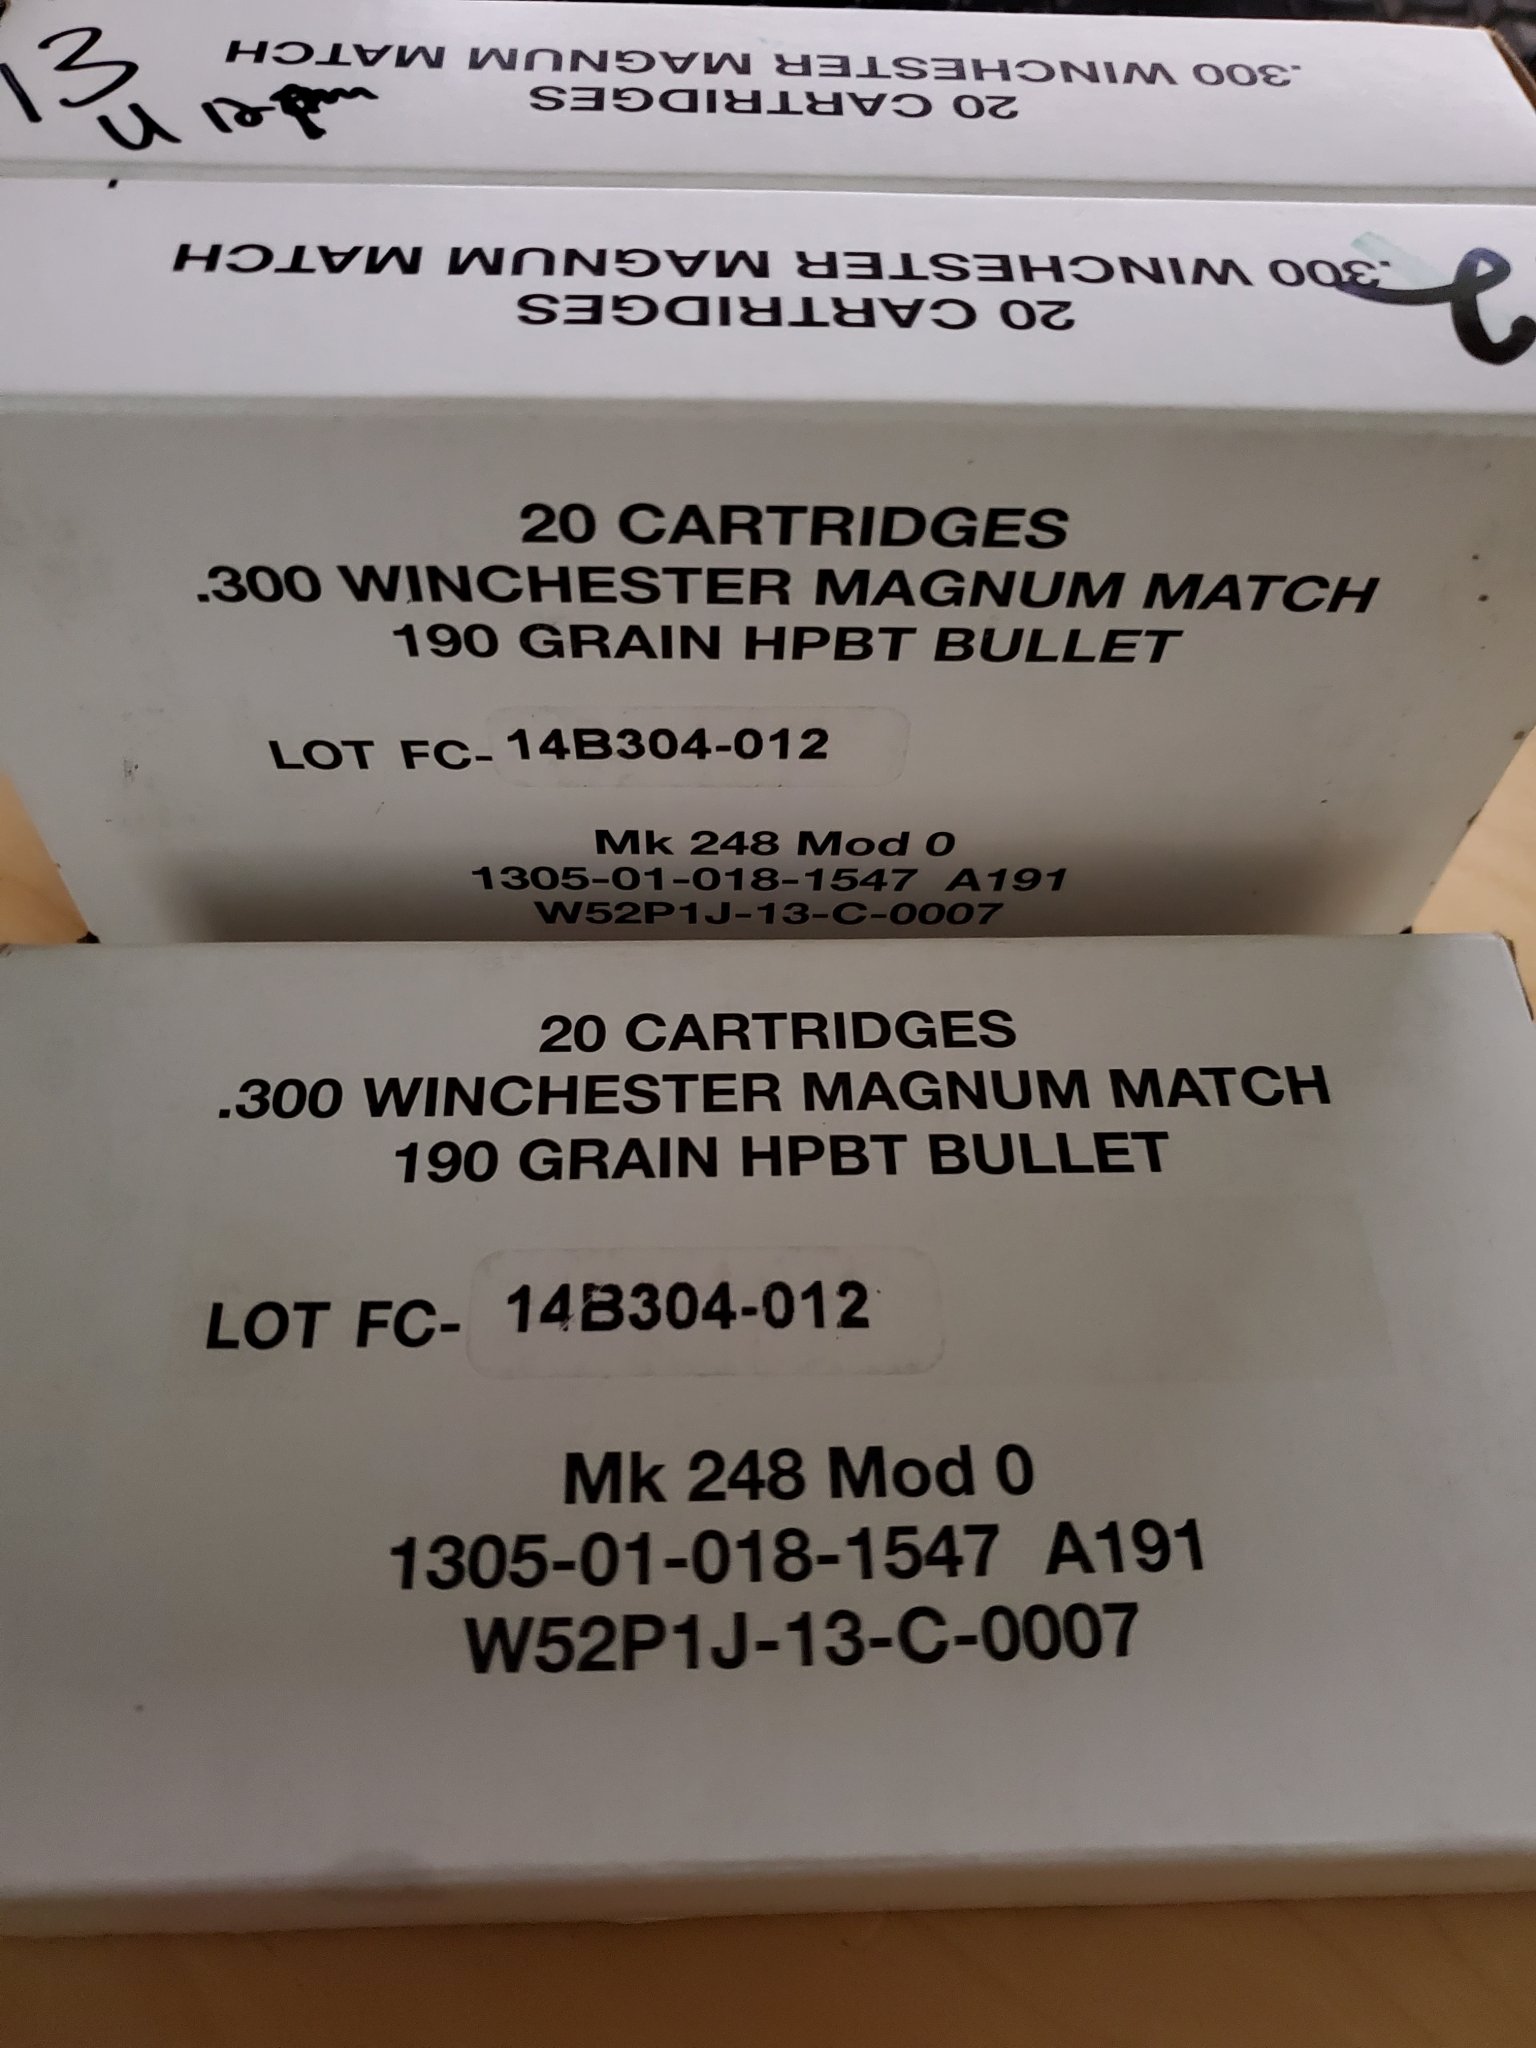 13
.300 WINCHESTER MAGNUM MATCH
20 CARTRIDGES
.300 WINCHESTER MAGNUM MATCH
20 CARTRIDGES
2
20 CARTRIDGES
.300 WINCHESTER MAGNUM MATCH
190 GRAIN HPBT BULLET
LOT FC- 14B304-012
Mk 248 Mod 0
1305-01-018-1547 A191
W52P1J-13-C-0007
20 CARTRIDGES
.300 WINCHESTER MAGNUM MATCH
190 GRAIN HPBT BULLET
LOT FC- 14B304-012
Mk 248 Mod 0
1305-01-018-1547 A191
W52P1J-13-C-0007